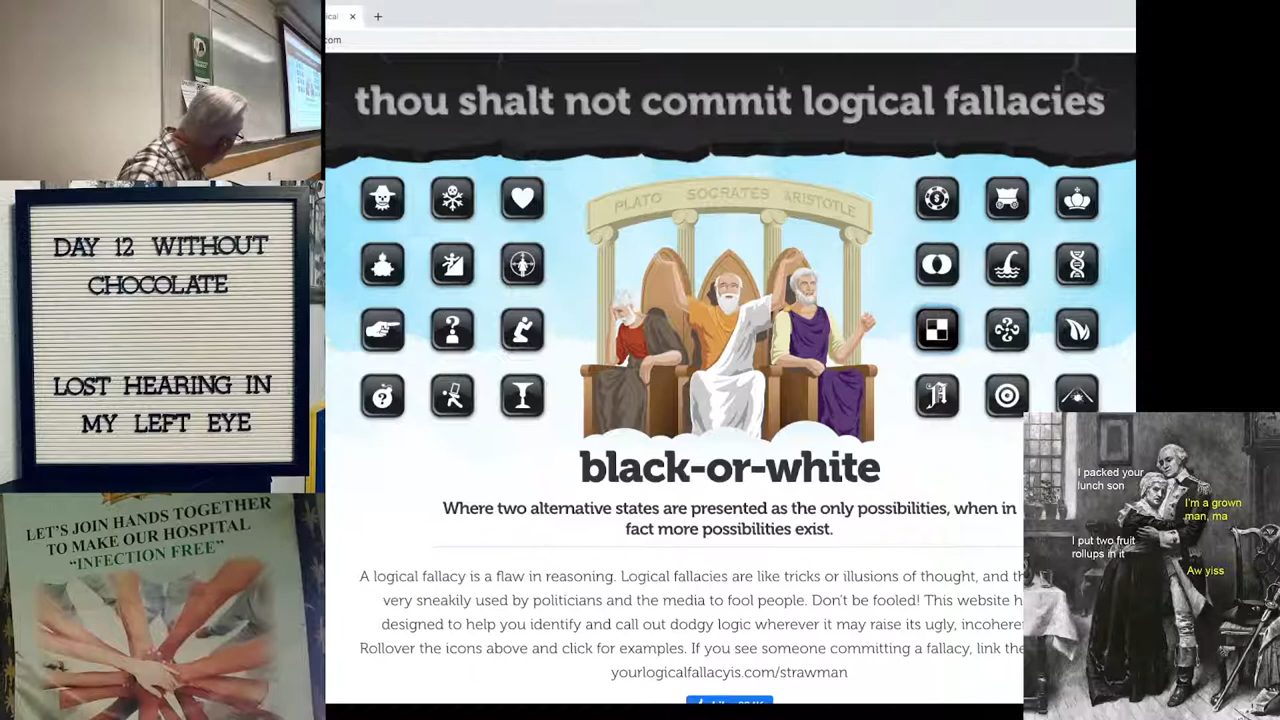 ical
com
thou shalt not commit logical fallacies
PLATO SOCRATES ARISTOTLE
black-or-white
Where two alternative states are presented as the only possibilities, when in
fact more possibilities exist.
A logical fallacy is a flaw in reasoning. Logical fallacies are like tricks or illusions of thought, and th
very sneakily used by politicians and the media to fool people. Don't be fooled! This website h
designed to help you identify and call out dodgy logic wherever it may raise its ugly, incohere
Rollover the icons above and click for examples. If you see someone committing a fallacy, link the
yourlogicalfallacyis.com/strawman
DAY 12 WITHOUT
CHOCOLATE
LOST HEARING IN
MY LEFT EYE
LET'S JOIN HANDS TOGETHER
TO MAKE OUR HOSPITAL
"INFECTION FREE"
I packed your
lunch son
I'm a grown
man, ma
I put two fruit
rollups in it
Aw yiss